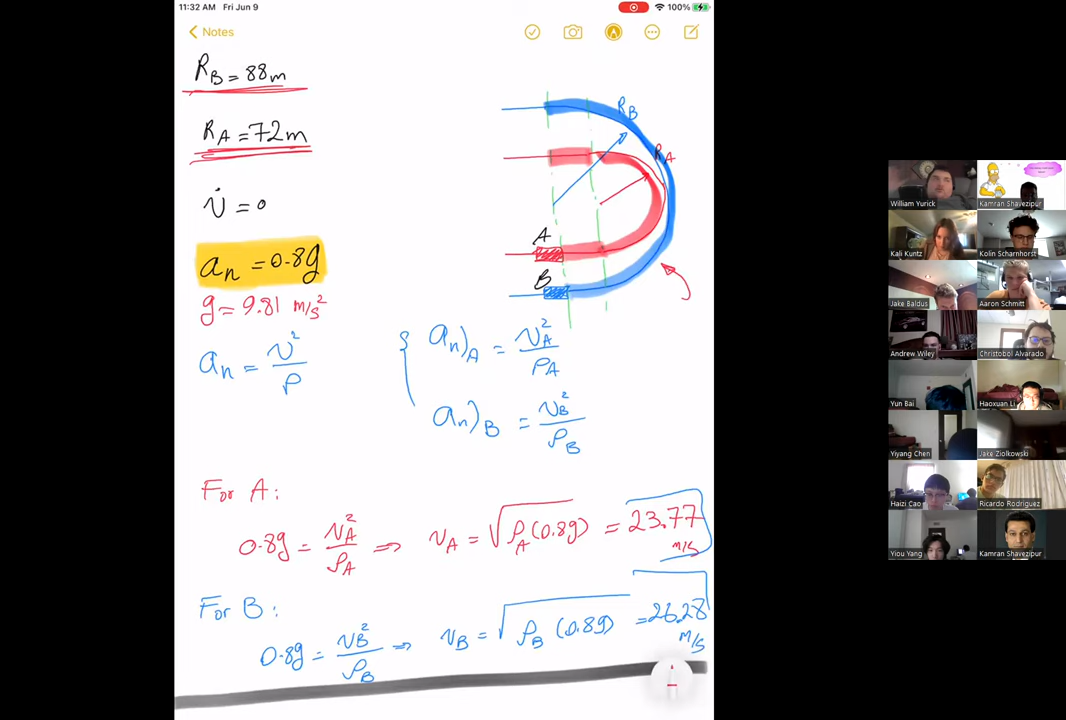 11:32 AM Fri Jun 9
100%
Notes
R_B = 88m
R_A = 72m
v̇ = 0
a_n = 0.8g
g = 9.81 m/s²
a_n = v²/ρ
R_B
R_A
A
B
{ a_n)_A = v_A²/ρ_A
a_n)_B = v_B²/ρ_B
For A:
0.8g = v_A²/ρ_A ⇒ v_A = √(ρ_A (0.8g)) = 23.77 m/s
For B:
0.8g = v_B²/ρ_B ⇒ v_B = √(ρ_B (0.8g)) = 26.28 m/s
William Yurick
Kamran Shavezipur
Kali Kuntz
Kolin Scharnhorst
Jake Baldus
Aaron Schmitt
Andrew Wiley
Christobol Alvarado
Yun Bai
Haoxuan Li
Yiyang Chen
Jake Ziolkowski
Haizi Cao
Ricardo Rodriguez
Yiou Yang
Kamran Shavezipur